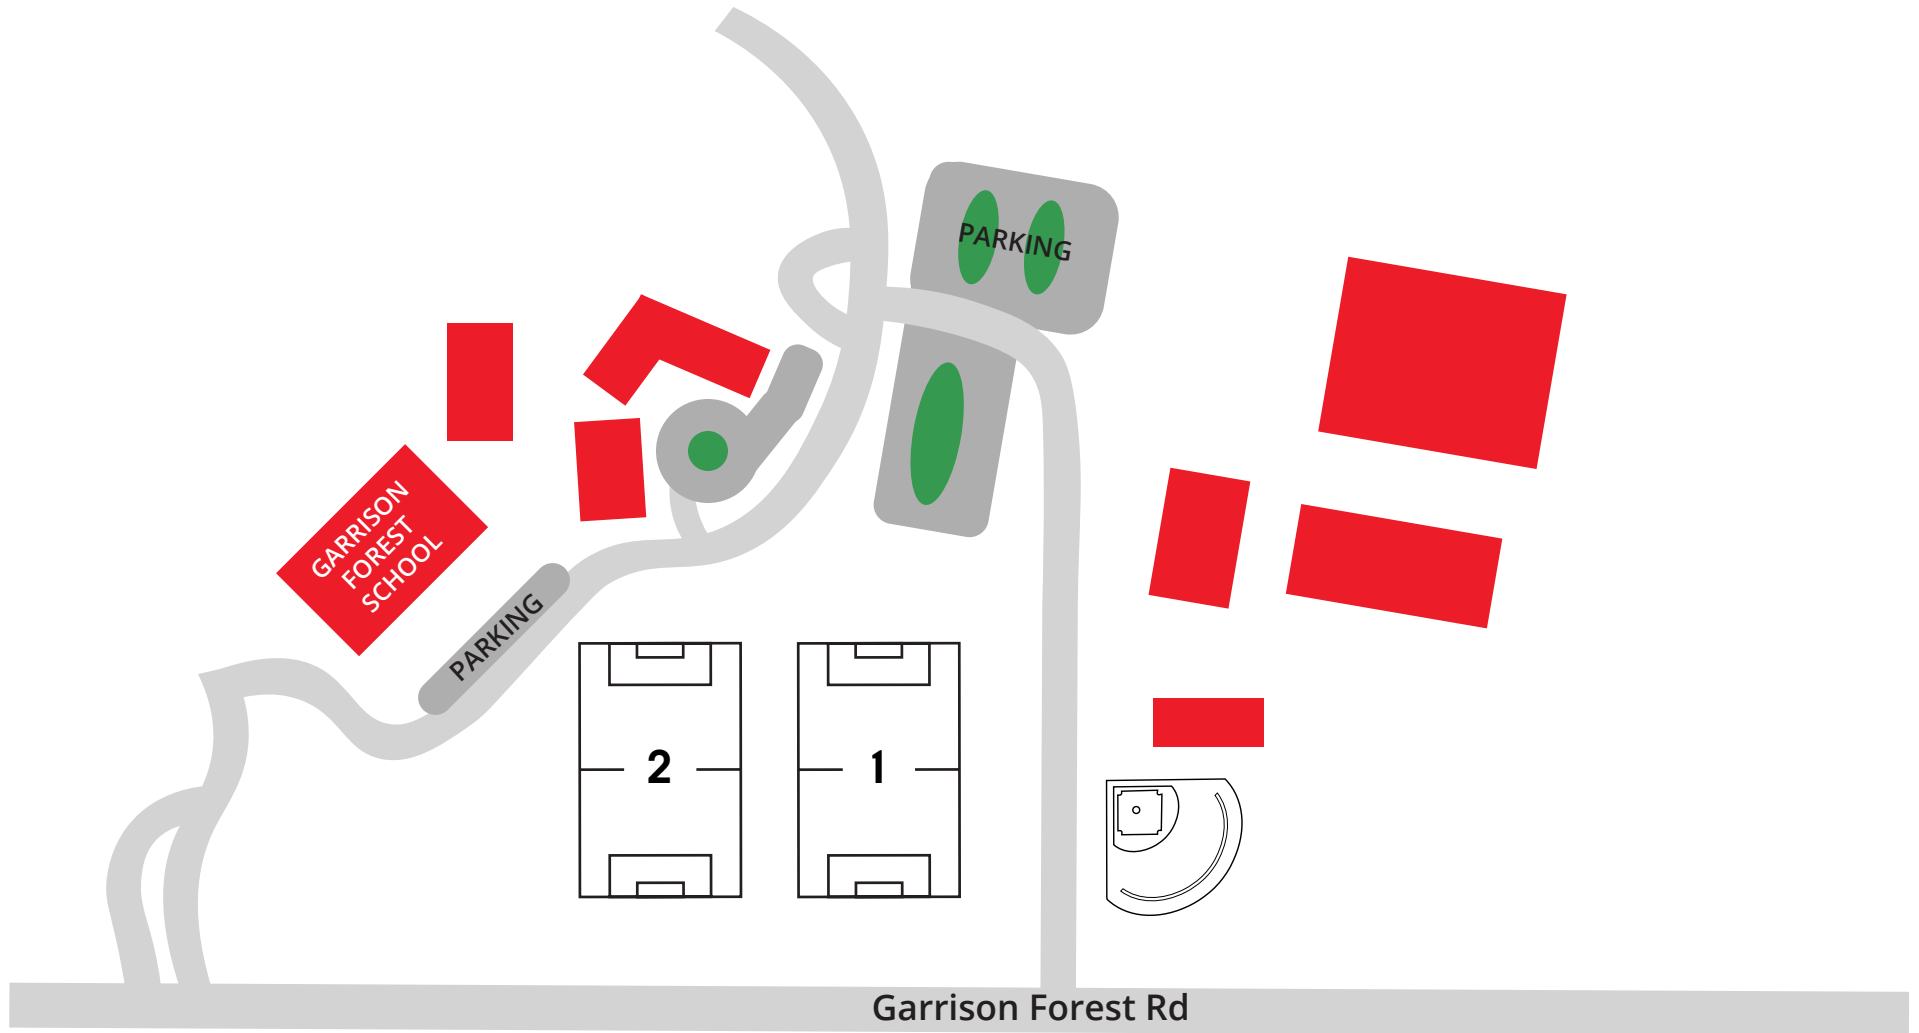 PARKING
GARRISON
FOREST
SCHOOL
PARKING
2
1
Garrison Forest Rd